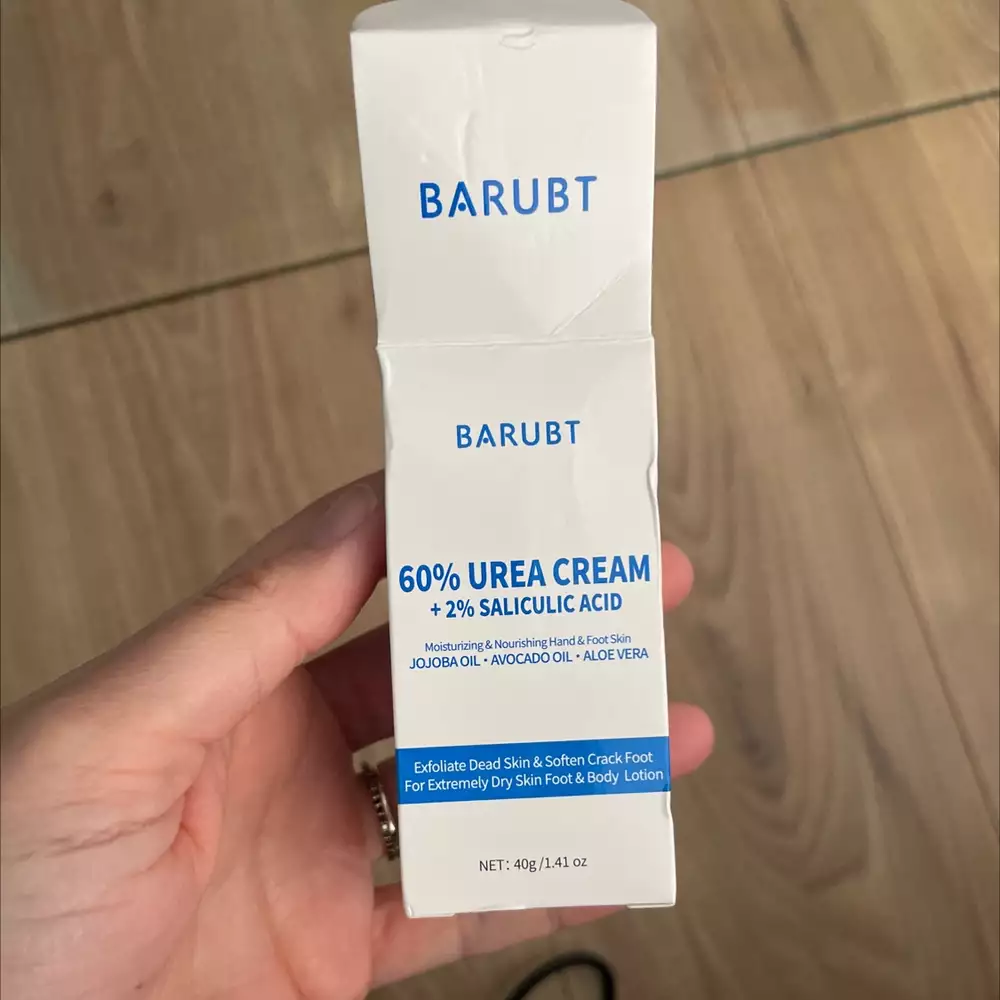 BARUBT
BARUBT
60% UREA CREAM
+ 2% SALICULIC ACID
Moisturizing & Nourishing Hand & Foot Skin
JOJOBA OIL • AVOCADO OIL • ALOE VERA
Exfoliate Dead Skin & Soften Crack Foot
For Extremely Dry Skin Foot & Body Lotion
NET: 40g/1.41 oz